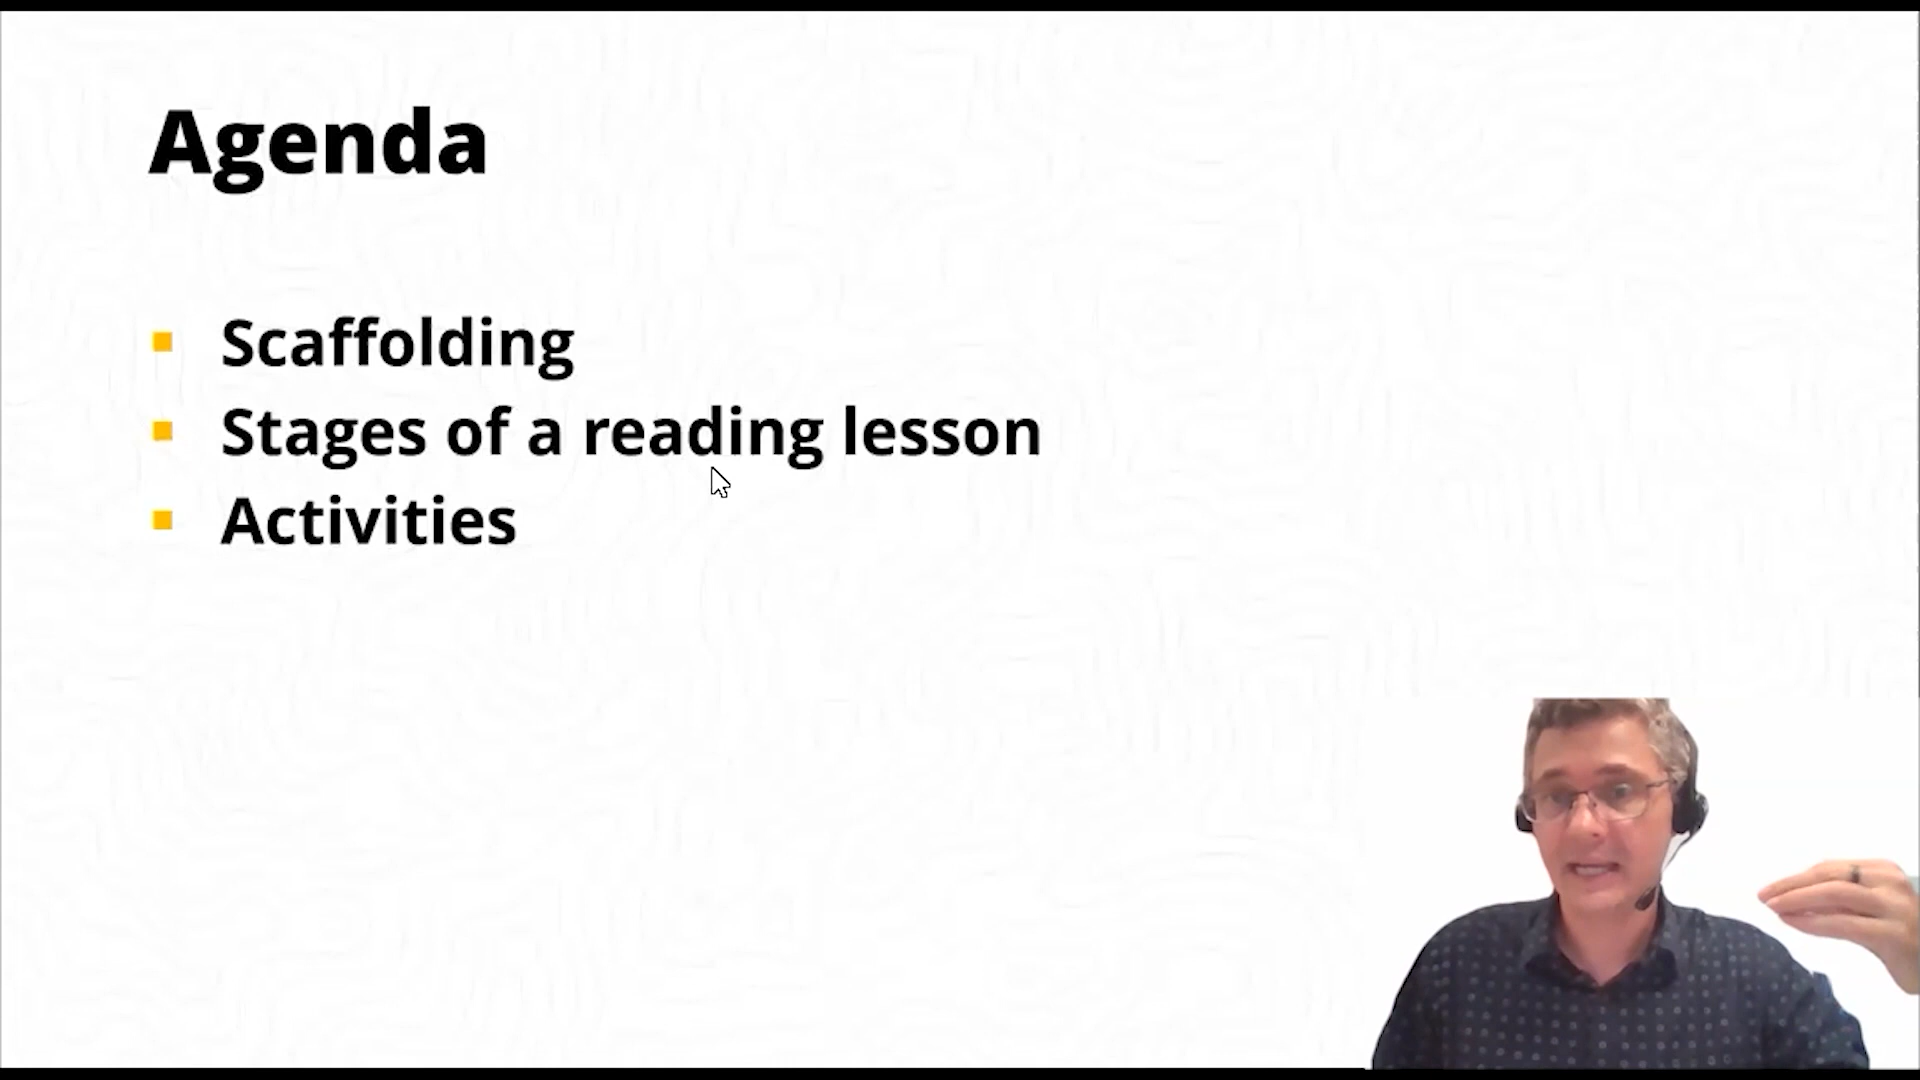 Agenda
Scaffolding
Stages of a reading lesson
Activities